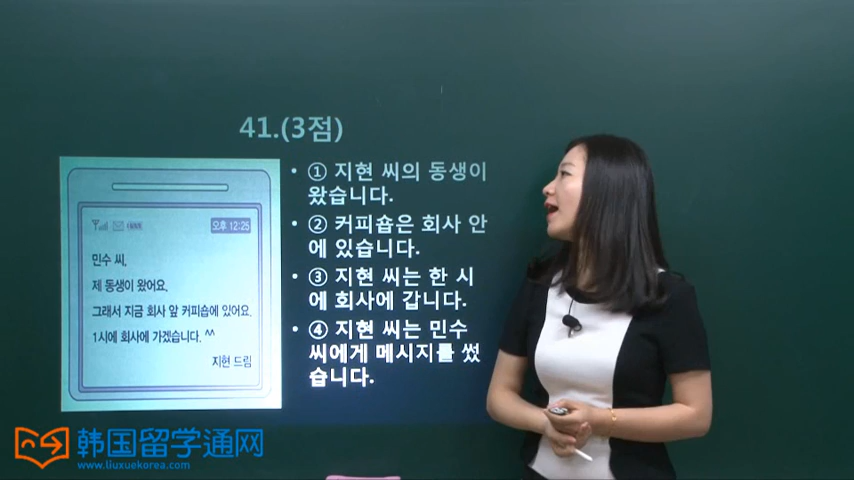 41.(3점)
오후 12:25
민수 씨,
제 동생이 왔어요.
그래서 지금 회사 앞 커피숍에 있어요.
1시에 회사에 가겠습니다. ^^
지현 드림
• ① 지현 씨의 동생이
왔습니다.
• ② 커피숍은 회사 안
에 있습니다.
• ③ 지현 씨는 한 시
에 회사에 갑니다.
• ④ 지현 씨는 민수
씨에게 메시지를 썼
습니다.
韩国留学通网
www.liuxuekorea.com